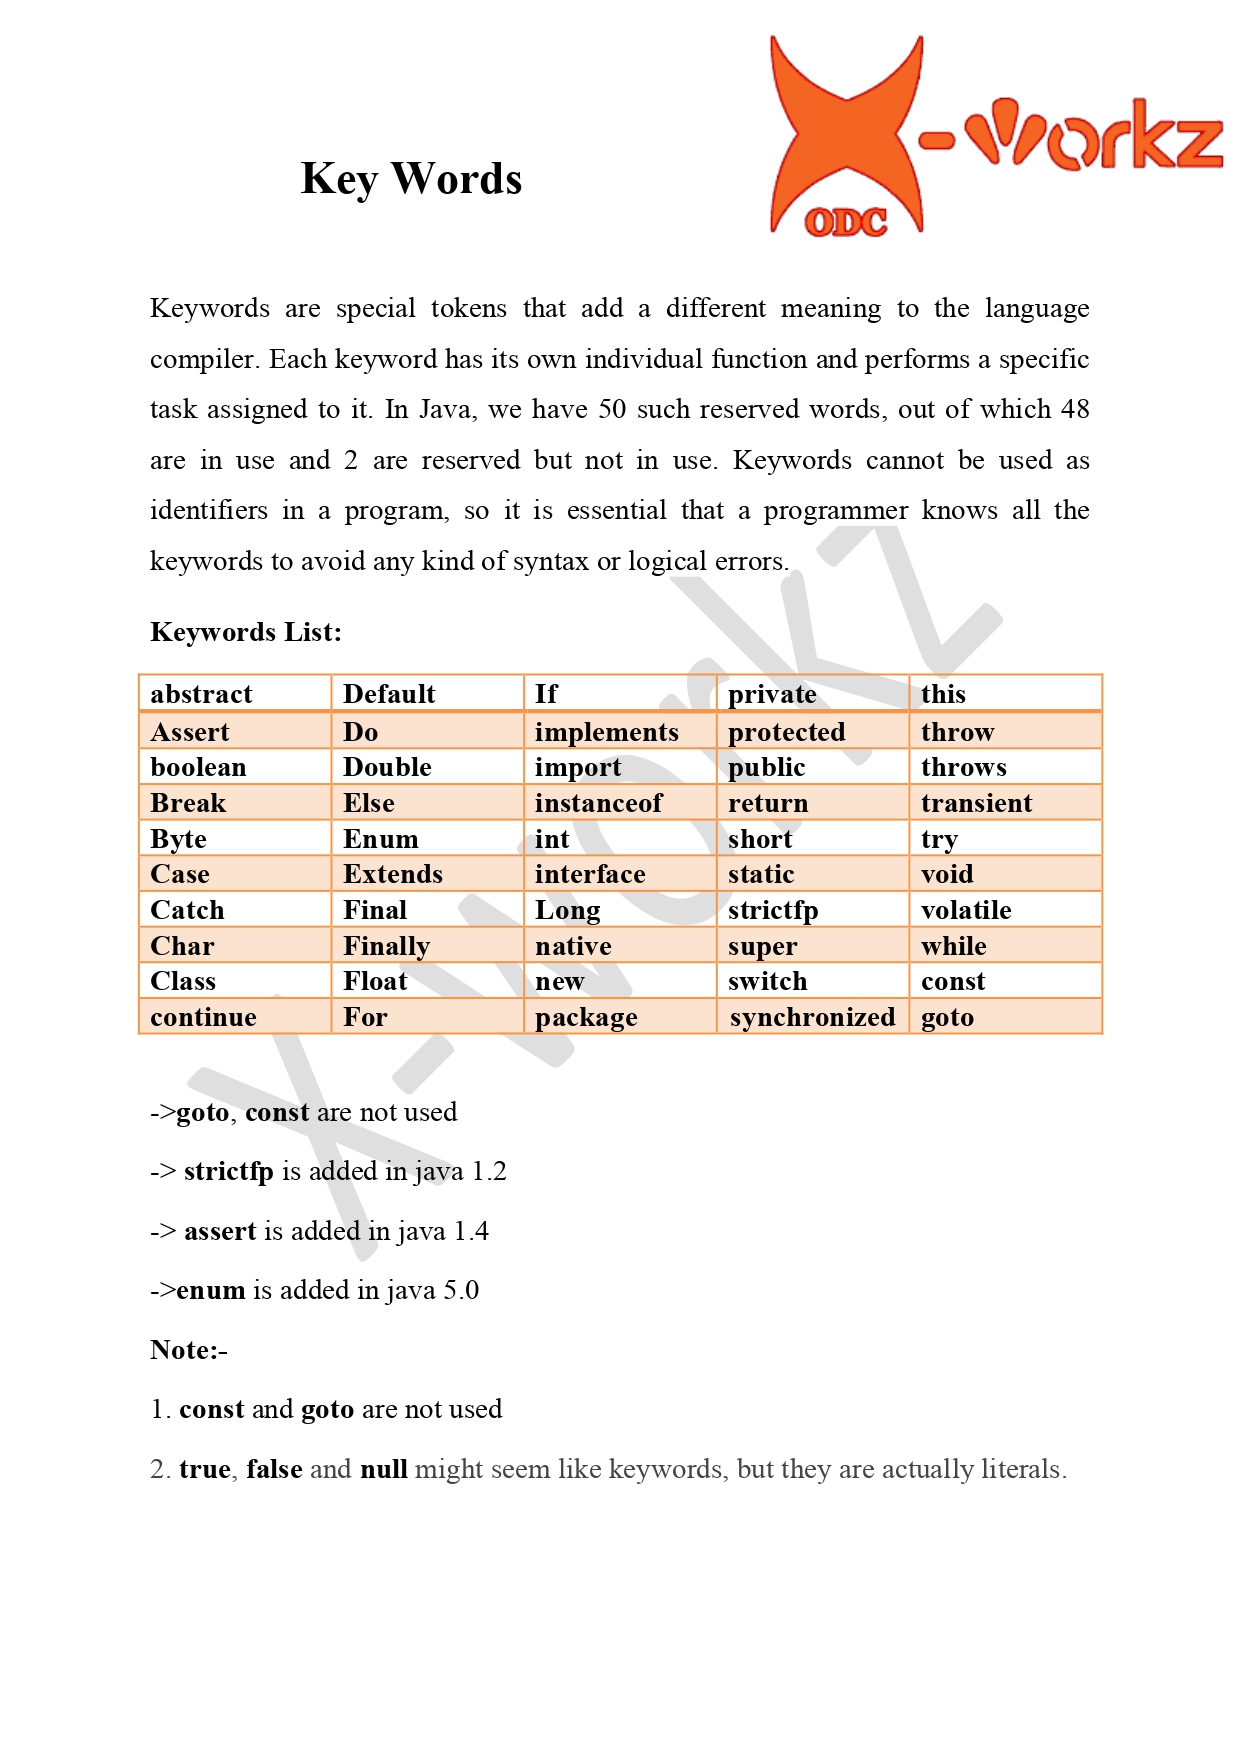 X-workz
ODC
Key Words
Keywords are special tokens that add a different meaning to the language
compiler. Each keyword has its own individual function and performs a specific
task assigned to it. In Java, we have 50 such reserved words, out of which 48
are in use and 2 are reserved but not in use. Keywords cannot be used as
identifiers in a program, so it is essential that a programmer knows all the
keywords to avoid any kind of syntax or logical errors.
Keywords List:
abstract Default If private this
Assert Do implements protected throw
boolean Double import public throws
Break Else instanceof return transient
Byte Enum int short try
Case Extends interface static void
Catch Final Long strictfp volatile
Char Finally native super while
Class Float new switch const
continue For package synchronized goto
->goto, const are not used
-> strictfp is added in java 1.2
-> assert is added in java 1.4
->enum is added in java 5.0
Note:-
1. const and goto are not used
2. true, false and null might seem like keywords, but they are actually literals.
X-workz